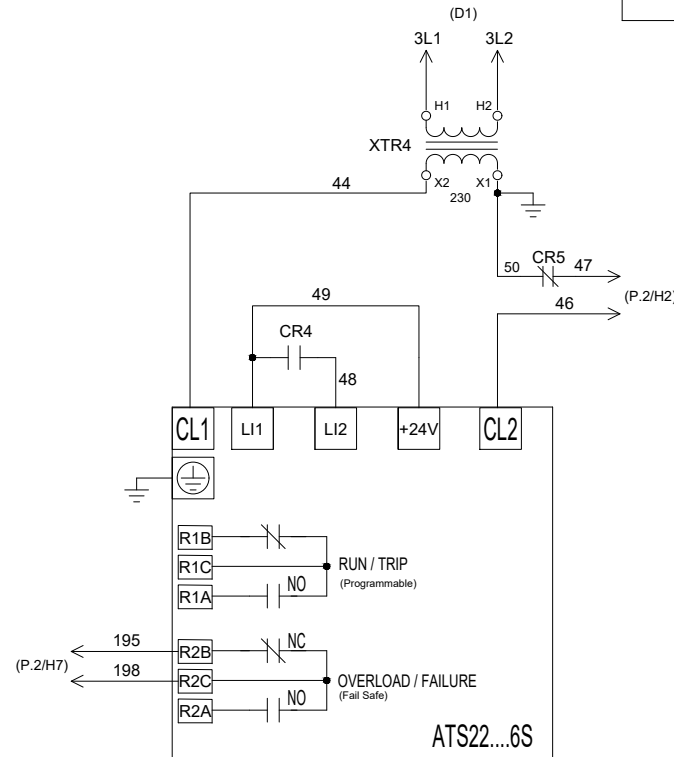 (D1)
3L1 3L2
H1 H2
XTR4
X2 X1
44 230
50 CR5 47
(P.2/H2)
49 46
CR4
48
CL1 LI1 LI2 +24V CL2
R1B
R1C RUN / TRIP
(Programmable)
R1A NO
195 R2B NC
(P.2/H7)
198 R2C OVERLOAD / FAILURE
(Fail Safe)
R2A NO
ATS22....6S